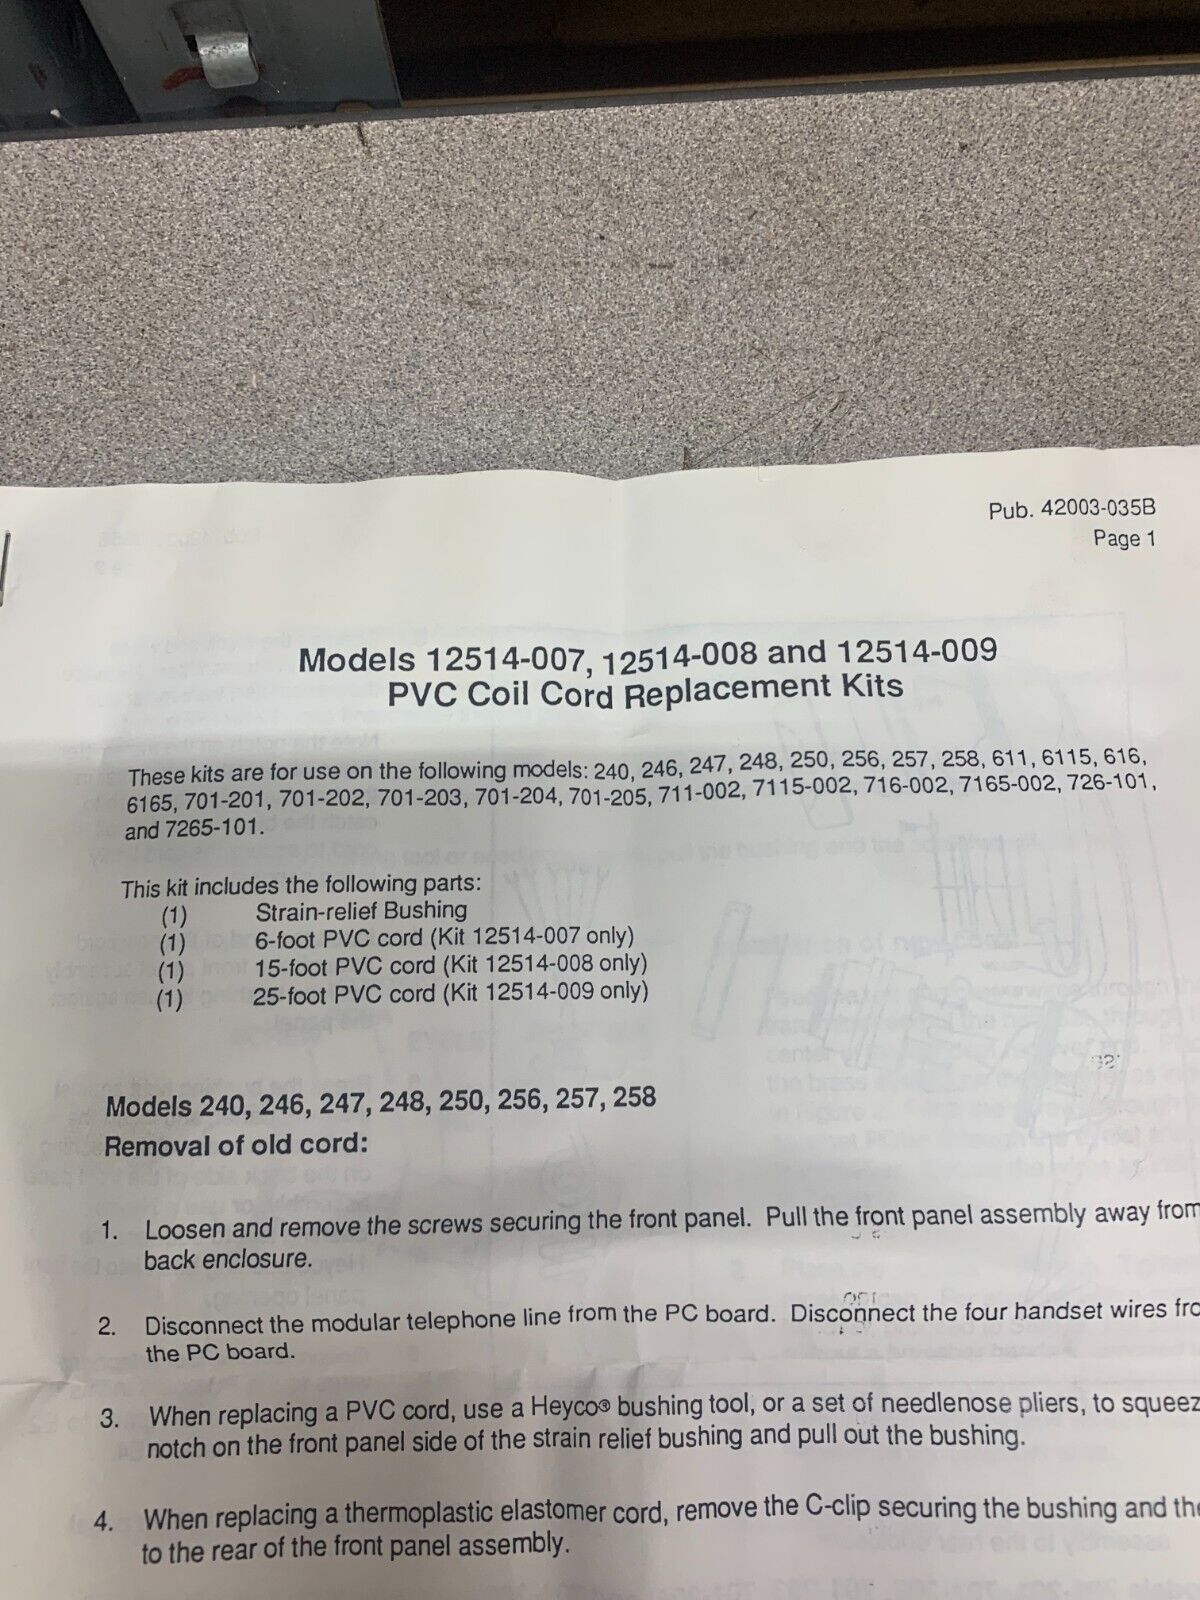 Pub. 42003-035B
Page 1
Models 12514-007, 12514-008 and 12514-009
PVC Coil Cord Replacement Kits
These kits are for use on the following models: 240, 246, 247, 248, 250, 256, 257, 258, 611, 6115, 616,
6165, 701-201, 701-202, 701-203, 701-204, 701-205, 711-002, 7115-002, 716-002, 7165-002, 726-101,
and 7265-101.
This kit includes the following parts:
(1) Strain-relief Bushing
(1) 6-foot PVC cord (Kit 12514-007 only)
(1) 15-foot PVC cord (Kit 12514-008 only)
(1) 25-foot PVC cord (Kit 12514-009 only)
Models 240, 246, 247, 248, 250, 256, 257, 258
Removal of old cord:
1. Loosen and remove the screws securing the front panel. Pull the front panel assembly away from
back enclosure.
2. Disconnect the modular telephone line from the PC board. Disconnect the four handset wires fro
the PC board.
3. When replacing a PVC cord, use a Heyco® bushing tool, or a set of needlenose pliers, to squeez
notch on the front panel side of the strain relief bushing and pull out the bushing.
4. When replacing a thermoplastic elastomer cord, remove the C-clip securing the bushing and the
to the rear of the front panel assembly.